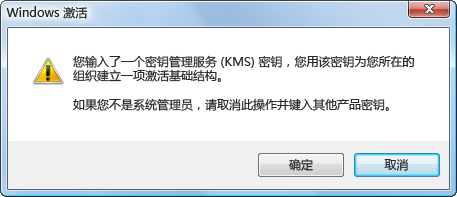 Windows 激活
您输入了一个密钥管理服务 (KMS) 密钥，您用该密钥为您所在的
组织建立一项激活基础结构。
如果您不是系统管理员，请取消此操作并键入其他产品密钥。
确定
取消